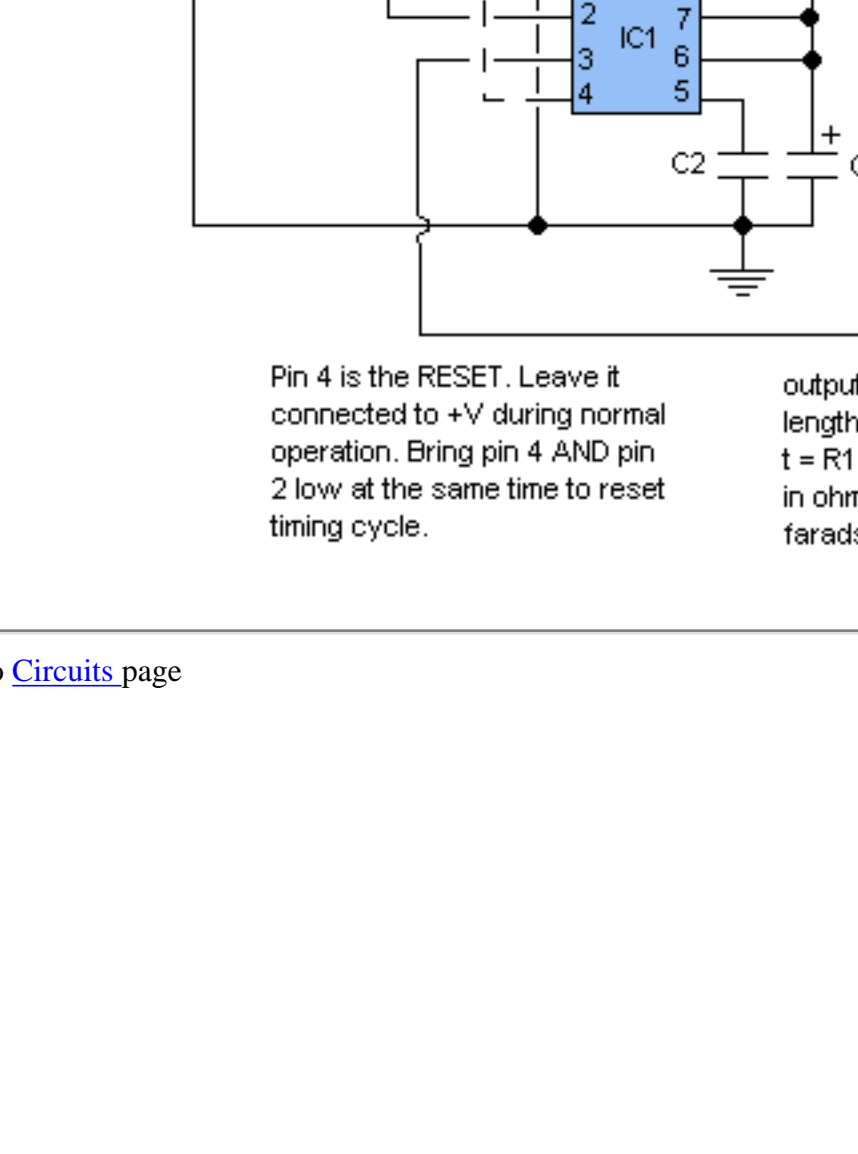 2
7
IC1
3
6
4
5
+
C2
Pin 4 is the RESET. Leave it
connected to +V during normal
operation. Bring pin 4 AND pin
2 low at the same time to reset
timing cycle.
output
length
t = R1
in ohm
farads
Circuits page